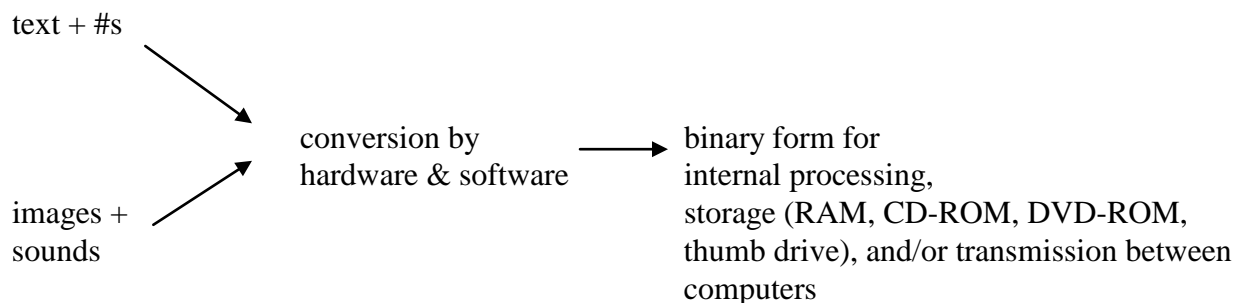 text + #s
conversion by
hardware & software
images +
sounds
binary form for
internal processing,
storage (RAM, CD-ROM, DVD-ROM,
thumb drive), and/or transmission between
computers